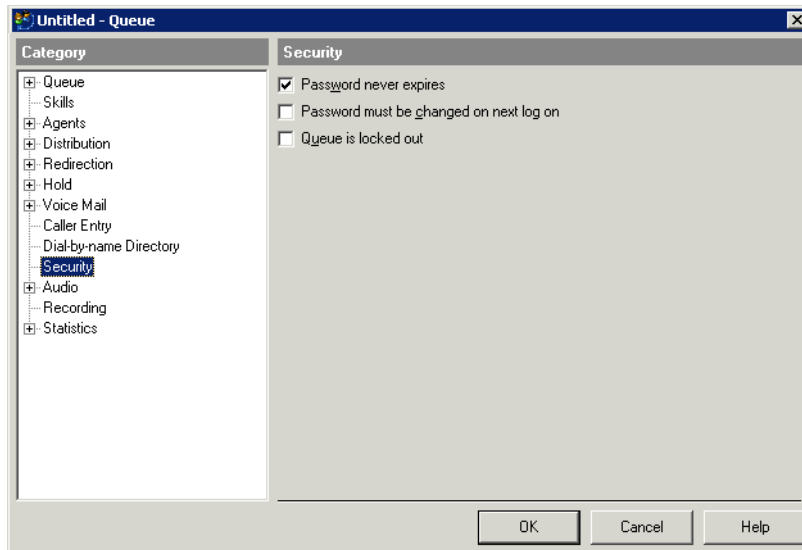 Untitled - Queue
Category
Queue
Skills
Agents
Distribution
Redirection
Hold
Voice Mail
Caller Entry
Dial-by-name Directory
Security
Audio
Recording
Statistics
Security
Password never expires
Password must be changed on next log on
Queue is locked out
OK
Cancel
Help